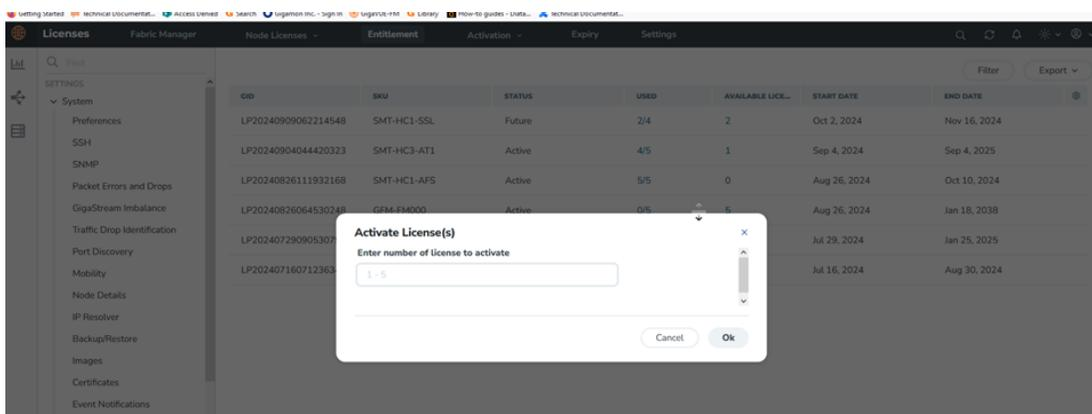 Getting Started Technical Documentat... Access Denied Search Gigamon Inc. - Sign In GigaVUE-FM Library How-to guides - Data... Technical Documentat...
Licenses Fabric Manager Node Licenses Entitlement Activation Expiry Settings
Find
Filter Export
SETTINGS
System
GID SKU STATUS USED AVAILABLE LICE... START DATE END DATE
Preferences LP20240909062214548 SMT-HC1-SSL Future 2/4 2 Oct 2, 2024 Nov 16, 2024
SSH LP20240904044420323 SMT-HC3-AT1 Active 4/5 1 Sep 4, 2024 Sep 4, 2025
SNMP
Packet Errors and Drops LP20240826111932168 SMT-HC1-AFS Active 5/5 0 Aug 26, 2024 Oct 10, 2024
GigaStream Imbalance LP20240826064530248 GFM-FM000 Active 0/5 5 Aug 26, 2024 Jan 18, 2038
Traffic Drop Identification Jul 29, 2024 Jan 25, 2025
Port Discovery
Mobility Jul 16, 2024 Aug 30, 2024
Node Details
IP Resolver
Backup/Restore
Images
Certificates
Event Notifications
Activate License(s)
Enter number of license to activate
1 - 5
Cancel Ok